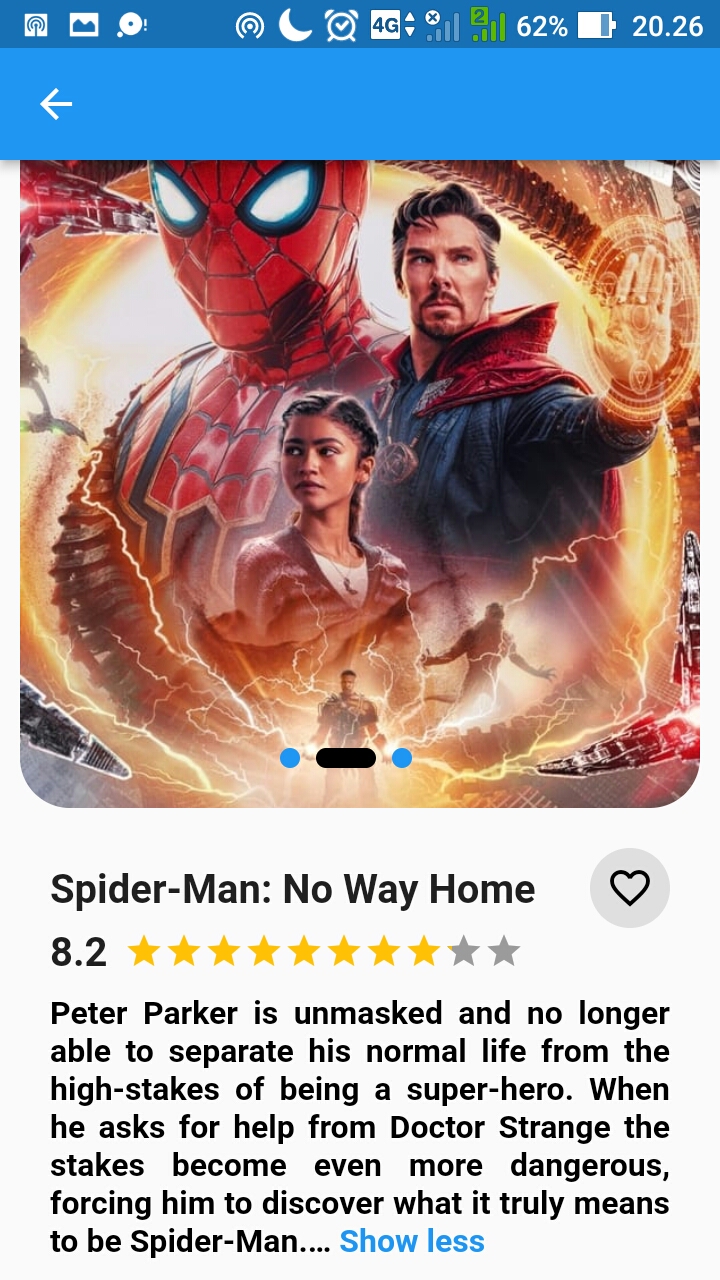 4G 2 62% 20.26
Spider-Man: No Way Home
8.2
Peter Parker is unmasked and no longer
able to separate his normal life from the
high-stakes of being a super-hero. When
he asks for help from Doctor Strange the
stakes become even more dangerous,
forcing him to discover what it truly means
to be Spider-Man.... Show less